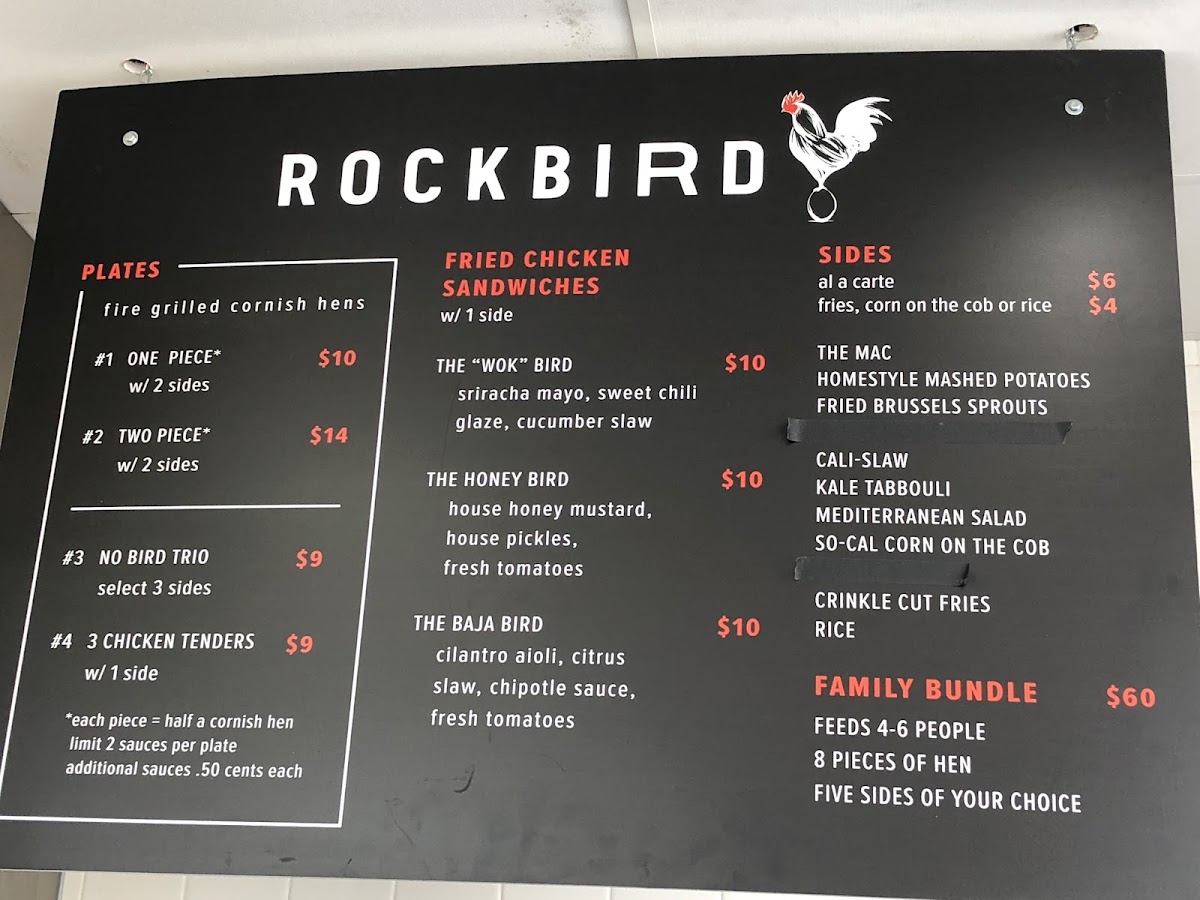 ROCKBIRD
PLATES
fire grilled cornish hens
#1 ONE PIECE* $10
w/ 2 sides
#2 TWO PIECE* $14
w/ 2 sides
#3 NO BIRD TRIO $9
select 3 sides
#4 3 CHICKEN TENDERS $9
w/ 1 side
*each piece = half a cornish hen
limit 2 sauces per plate
additional sauces .50 cents each
FRIED CHICKEN
SANDWICHES
w/ 1 side
THE “WOK” BIRD $10
sriracha mayo, sweet chili
glaze, cucumber slaw
THE HONEY BIRD $10
house honey mustard,
house pickles,
fresh tomatoes
THE BAJA BIRD $10
cilantro aioli, citrus
slaw, chipotle sauce,
fresh tomatoes
SIDES
al a carte $6
fries, corn on the cob or rice $4
THE MAC
HOMESTYLE MASHED POTATOES
FRIED BRUSSELS SPROUTS
CALI-SLAW
KALE TABBOULI
MEDITERRANEAN SALAD
SO-CAL CORN ON THE COB
CRINKLE CUT FRIES
RICE
FAMILY BUNDLE $60
FEEDS 4-6 PEOPLE
8 PIECES OF HEN
FIVE SIDES OF YOUR CHOICE